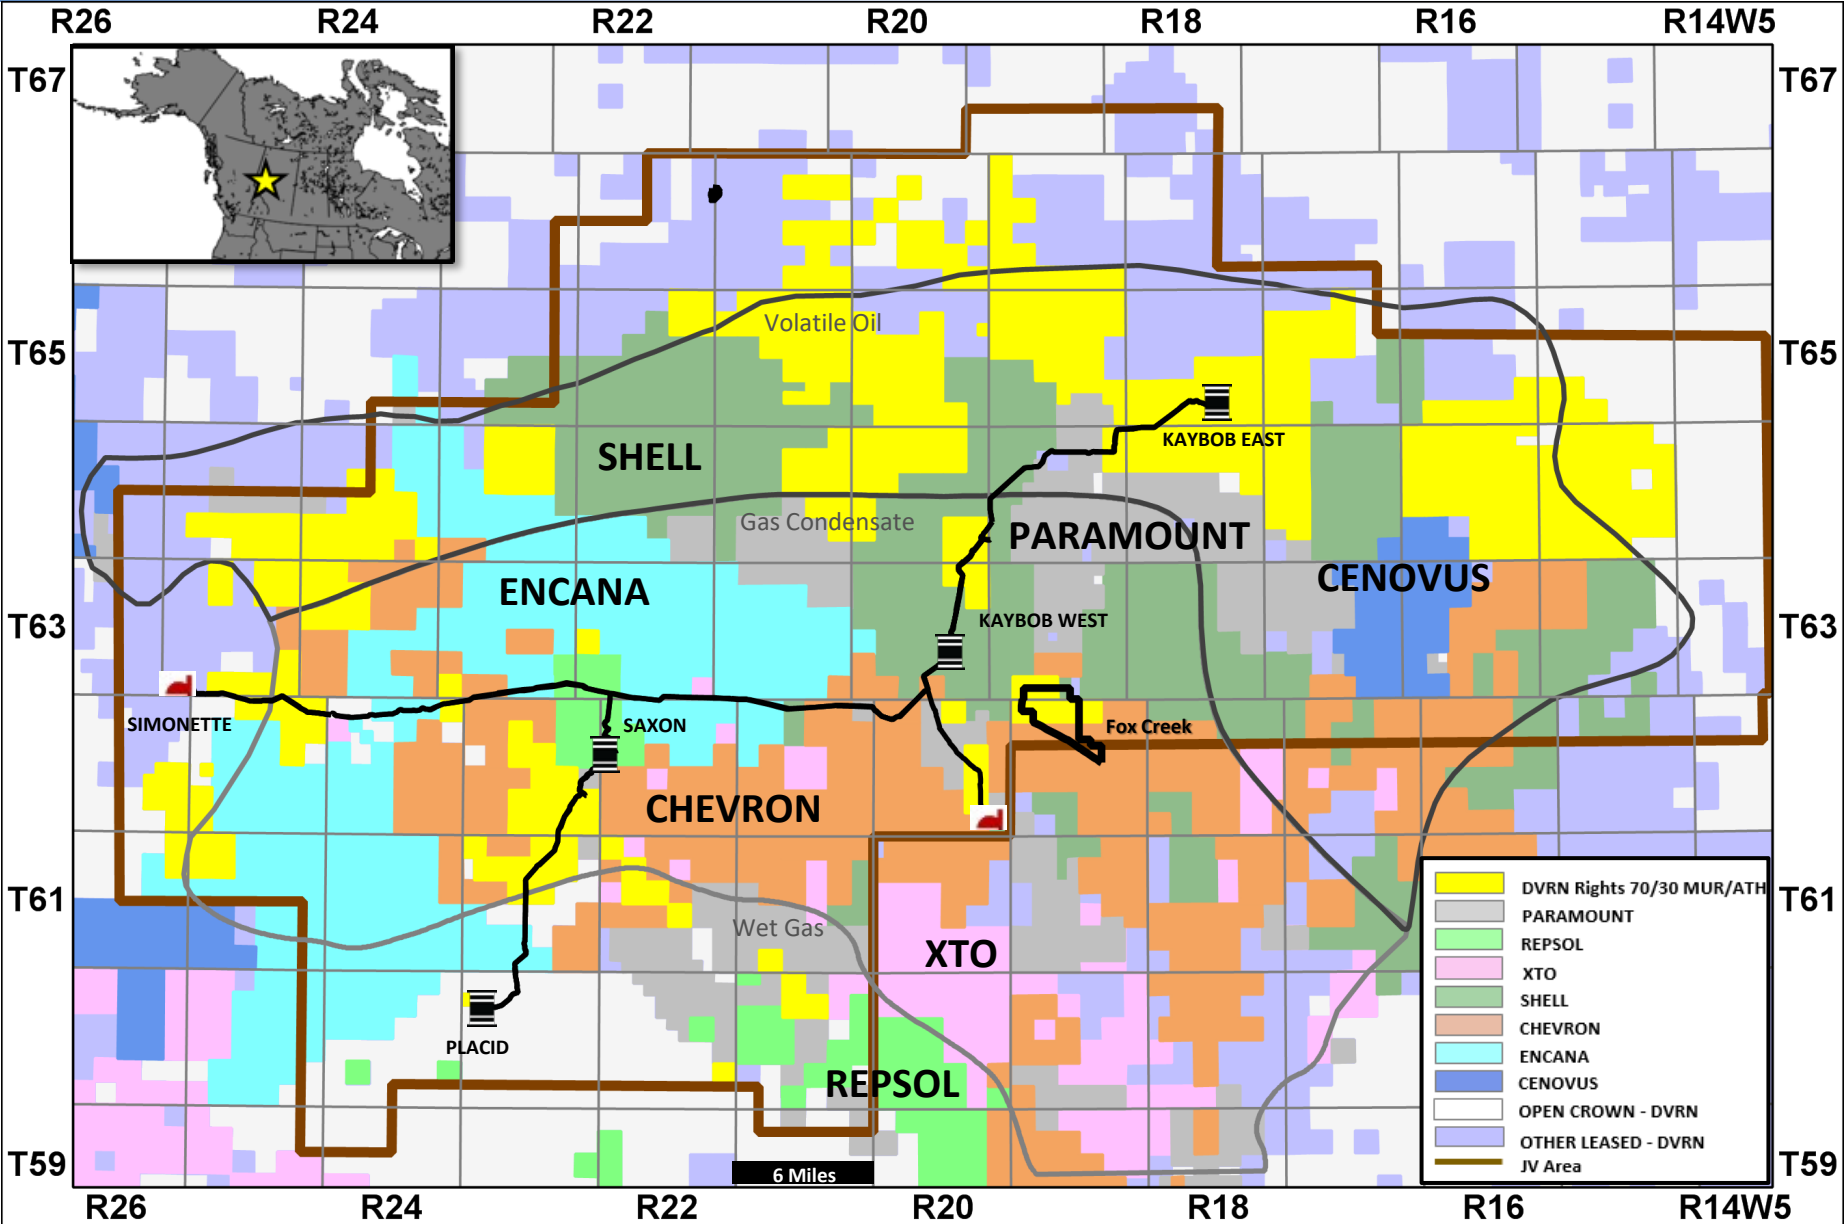 R26 R24 R22 R20 R18 R16 R14W5
T67 T67
Volatile Oil
T65 T65
KAYBOB EAST
SHELL
Gas Condensate
PARAMOUNT
CENOVUS
ENCANA
KAYBOB WEST
T63 T63
SIMONETTE
SAXON
Fox Creek
CHEVRON
DVRN Rights 70/30 MUR/ATH
PARAMOUNT
REPSOL
XTO
SHELL
CHEVRON
ENCANA
CENOVUS
OPEN CROWN - DVRN
OTHER LEASED - DVRN
JV Area
T61 T61
Wet Gas
XTO
PLACID
REPSOL
T59 T59
6 Miles
R26 R24 R22 R20 R18 R16 R14W5